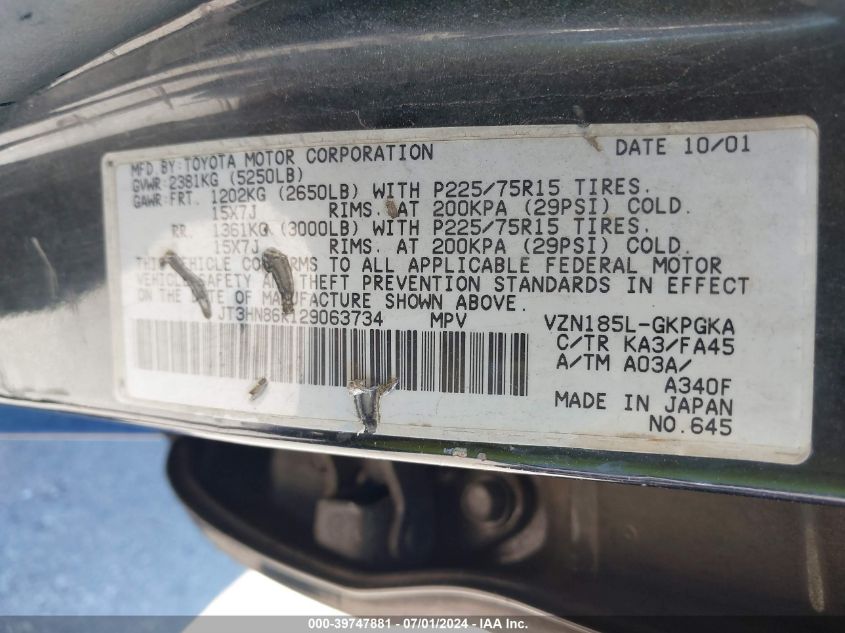 MFD BY: TOYOTA MOTOR CORPORATION DATE 10/01
GVWR: 2381KG (5250LB)
GAWR: FRT. 1202KG (2650LB) WITH P225/75R15 TIRES.
15X7J RIMS. AT 200KPA (29PSI) COLD.
RR. 1361KG (3000LB) WITH P225/75R15 TIRES.
15X7J RIMS. AT 200KPA (29PSI) COLD.
VEHICLE TO ALL APPLICABLE FEDERAL MOTOR
VEHICLE SAFETY AND THEFT PREVENTION STANDARDS IN EFFECT
ON THE DATE OF MANUFACTURE SHOWN ABOVE.
MPV VZN185L-GKPGKA
C/TR KA3/FA45
A/TM A03A/
A340F
MADE IN JAPAN
NO.645
000-39747881 - 07/01/2024 - IAA Inc.